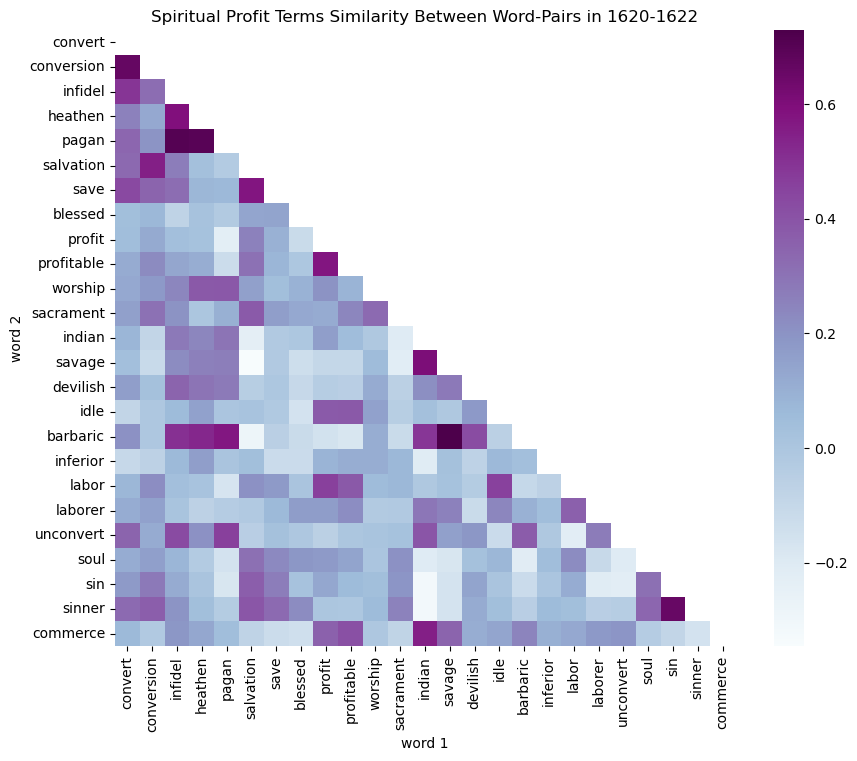 Spiritual Profit Terms Similarity Between Word-Pairs in 1620-1622
convert
conversion
infidel
heathen
pagan
salvation
save
blessed
profit
profitable
worship
sacrament
indian
savage
devilish
idle
barbaric
inferior
labor
laborer
unconvert
soul
sin
sinner
commerce
word 2
convert
conversion
infidel
heathen
pagan
salvation
save
blessed
profit
profitable
worship
sacrament
indian
savage
devilish
idle
barbaric
inferior
labor
laborer
unconvert
soul
sin
sinner
commerce
word 1
0.6
0.4
0.2
0.0
−0.2